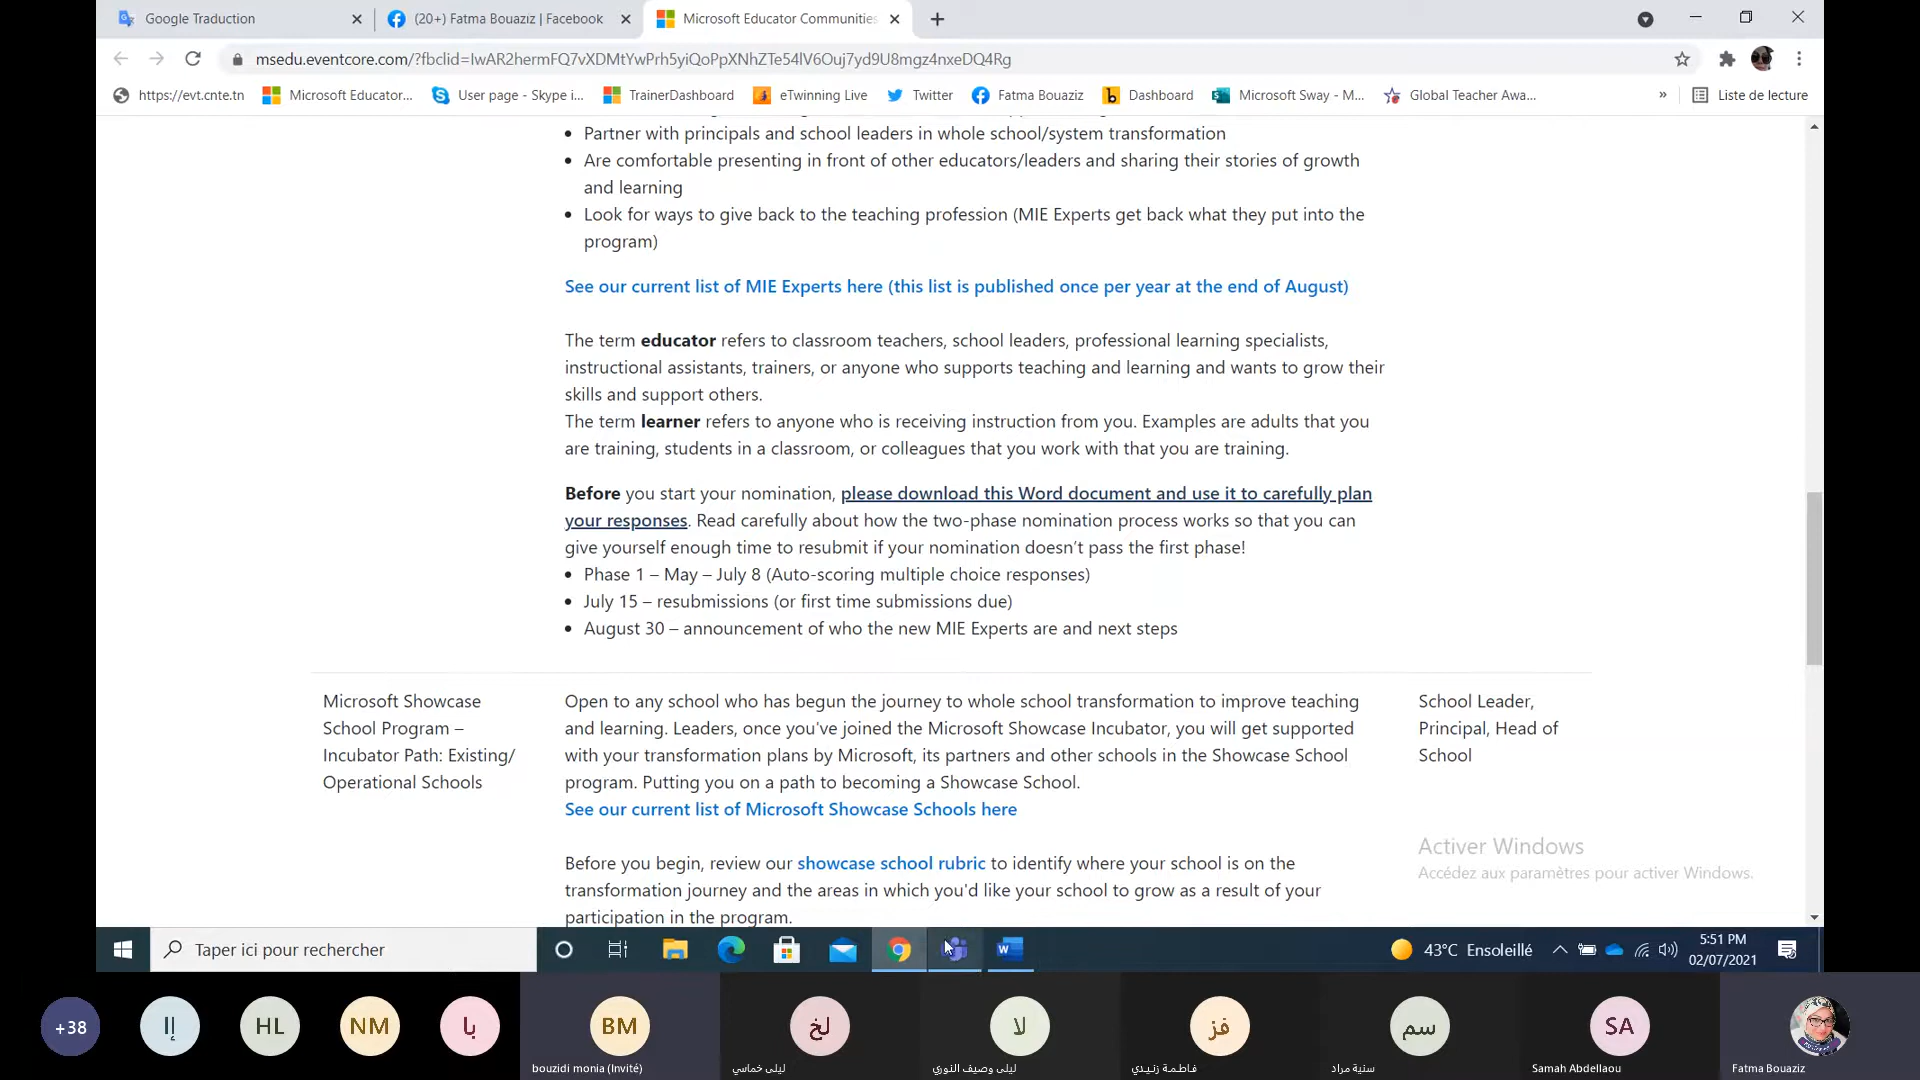 Google Traduction
(20+) Fatma Bouaziz | Facebook
Microsoft Educator Communities
msedu.eventcore.com/?fbclid=IwAR2hermFQ7vXDMtYwPrh5yiQoPpXNhZTe54lV6Ouj7yd9U8mgz4nxeDQ4Rg
https://evt.cnte.tn
Microsoft Educator...
User page - Skype i...
TrainerDashboard
eTwinning Live
Twitter
Fatma Bouaziz
Dashboard
Microsoft Sway - M...
Global Teacher Awa...
»
Liste de lecture
• Partner with principals and school leaders in whole school/system transformation
• Are comfortable presenting in front of other educators/leaders and sharing their stories of growth
and learning
• Look for ways to give back to the teaching profession (MIE Experts get back what they put into the
program)
See our current list of MIE Experts here (this list is published once per year at the end of August)
The term educator refers to classroom teachers, school leaders, professional learning specialists,
instructional assistants, trainers, or anyone who supports teaching and learning and wants to grow their
skills and support others.
The term learner refers to anyone who is receiving instruction from you. Examples are adults that you
are training, students in a classroom, or colleagues that you work with that you are training.
Before you start your nomination, please download this Word document and use it to carefully plan
your responses. Read carefully about how the two-phase nomination process works so that you can
give yourself enough time to resubmit if your nomination doesn't pass the first phase!
• Phase 1 – May – July 8 (Auto-scoring multiple choice responses)
• July 15 – resubmissions (or first time submissions due)
• August 30 – announcement of who the new MIE Experts are and next steps
Microsoft Showcase
School Program –
Incubator Path: Existing/
Operational Schools
Open to any school who has begun the journey to whole school transformation to improve teaching
and learning. Leaders, once you've joined the Microsoft Showcase Incubator, you will get supported
with your transformation plans by Microsoft, its partners and other schools in the Showcase School
program. Putting you on a path to becoming a Showcase School.
See our current list of Microsoft Showcase Schools here
Before you begin, review our showcase school rubric to identify where your school is on the
transformation journey and the areas in which you'd like your school to grow as a result of your
participation in the program.
School Leader,
Principal, Head of
School
Activer Windows
Accédez aux paramètres pour activer Windows.
Taper ici pour rechercher
43°C Ensoleillé
5:51 PM
02/07/2021
+38
إا
HL
NM
با
BM
bouzidi monia (Invité)
لخ
ليلى خماسي
لا
ليلى وصيف النوري
فز
فاطمة زنيدي
سم
سنية مراد
SA
Samah Abdellaou
Fatma Bouaziz